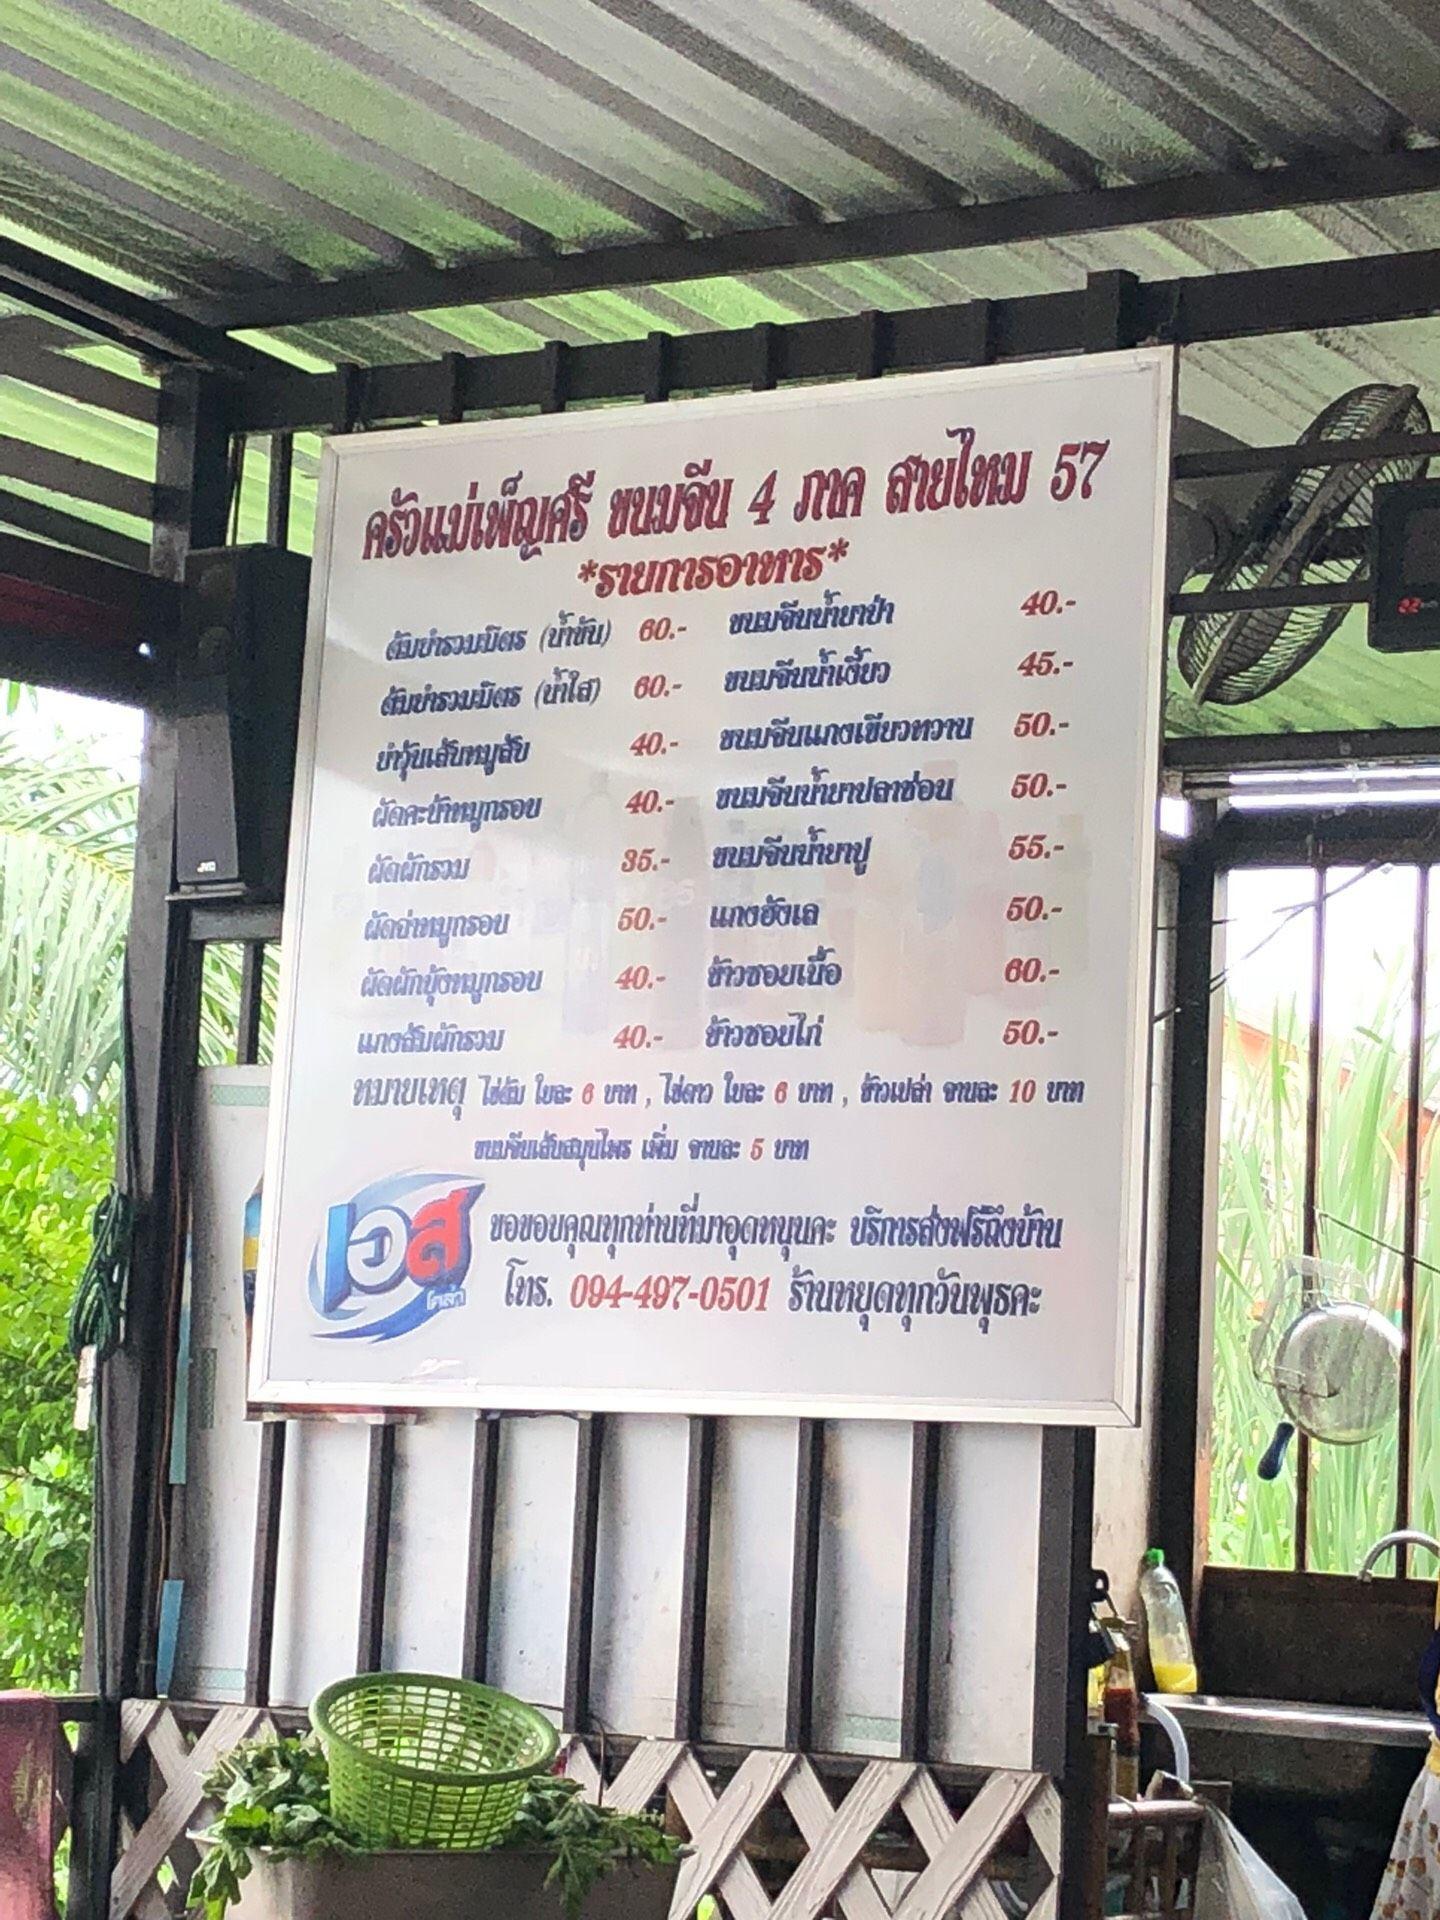 ครัวแม่เพ็ญศรี ขนมจีน 4 ภาค สายไหม 57
*รายการอาหาร*
ต้มยำรวมมิตร (น้ำข้น) 60.- ขนมจีนน้ำยาป่า 40.-
ต้มยำรวมมิตร (น้ำใส) 60.- ขนมจีนน้ำเงี้ยว 45.-
ยำวุ้นเส้นหมูสับ 40.- ขนมจีนแกงเขียวหวาน 50.-
ผัดคะน้าหมูกรอบ 40.- ขนมจีนน้ำยาปลาช่อน 50.-
ผัดผักรวม 35.- ขนมจีนน้ำยาปู 55.-
ผัดฉ่าหมูกรอบ 50.- แกงฮังเล 50.-
ผัดผักบุ้งหมูกรอบ 40.- ข้าวซอยเนื้อ 60.-
แกงส้มผักรวม 40.- ข้าวซอยไก่ 50.-
หมายเหตุ ไข่ต้ม ใบละ 6 บาท , ไข่ดาว ใบละ 6 บาท , ข้าวเปล่า จานละ 10 บาท
ขนมจีนเส้นสมุนไพร เพิ่ม จานละ 5 บาท
เอส
โคล่า
ขอขอบคุณทุกท่านที่มาอุดหนุนคะ บริการส่งฟรีถึงบ้าน
โทร. 094-497-0501 ร้านหยุดทุกวันพุธคะ
JVC